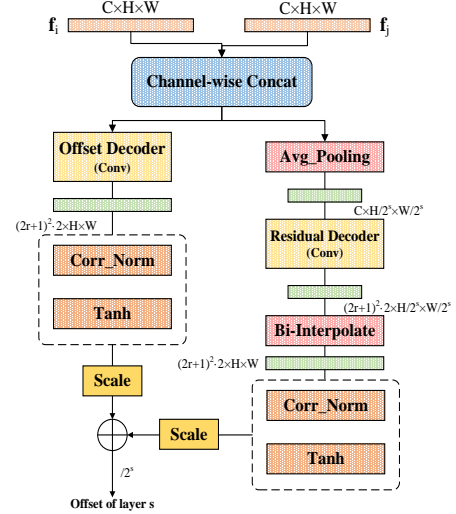 C×H×W
C×H×W
f_i
f_j
Channel-wise Concat
Offset Decoder
(Conv)
Avg_Pooling
C×H/2^s×W/2^s
(2r+1)^2·2×H×W
Residual Decoder
(Conv)
Corr_Norm
(2r+1)^2·2×H/2^s×W/2^s
Tanh
Bi-Interpolate
(2r+1)^2·2×H×W
Scale
Corr_Norm
Scale
Tanh
/2^s
Offset of layer s